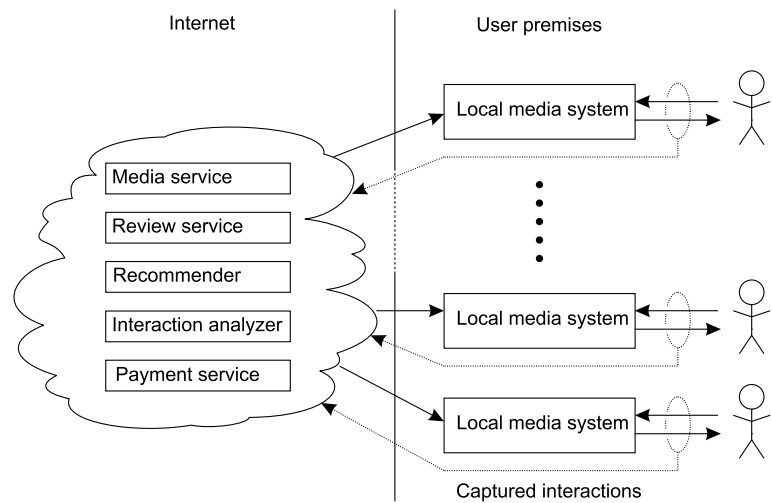 Internet
User premises
Local media system
Media service
Review service
Recommender
Interaction analyzer
Payment service
Local media system
Local media system
Captured interactions